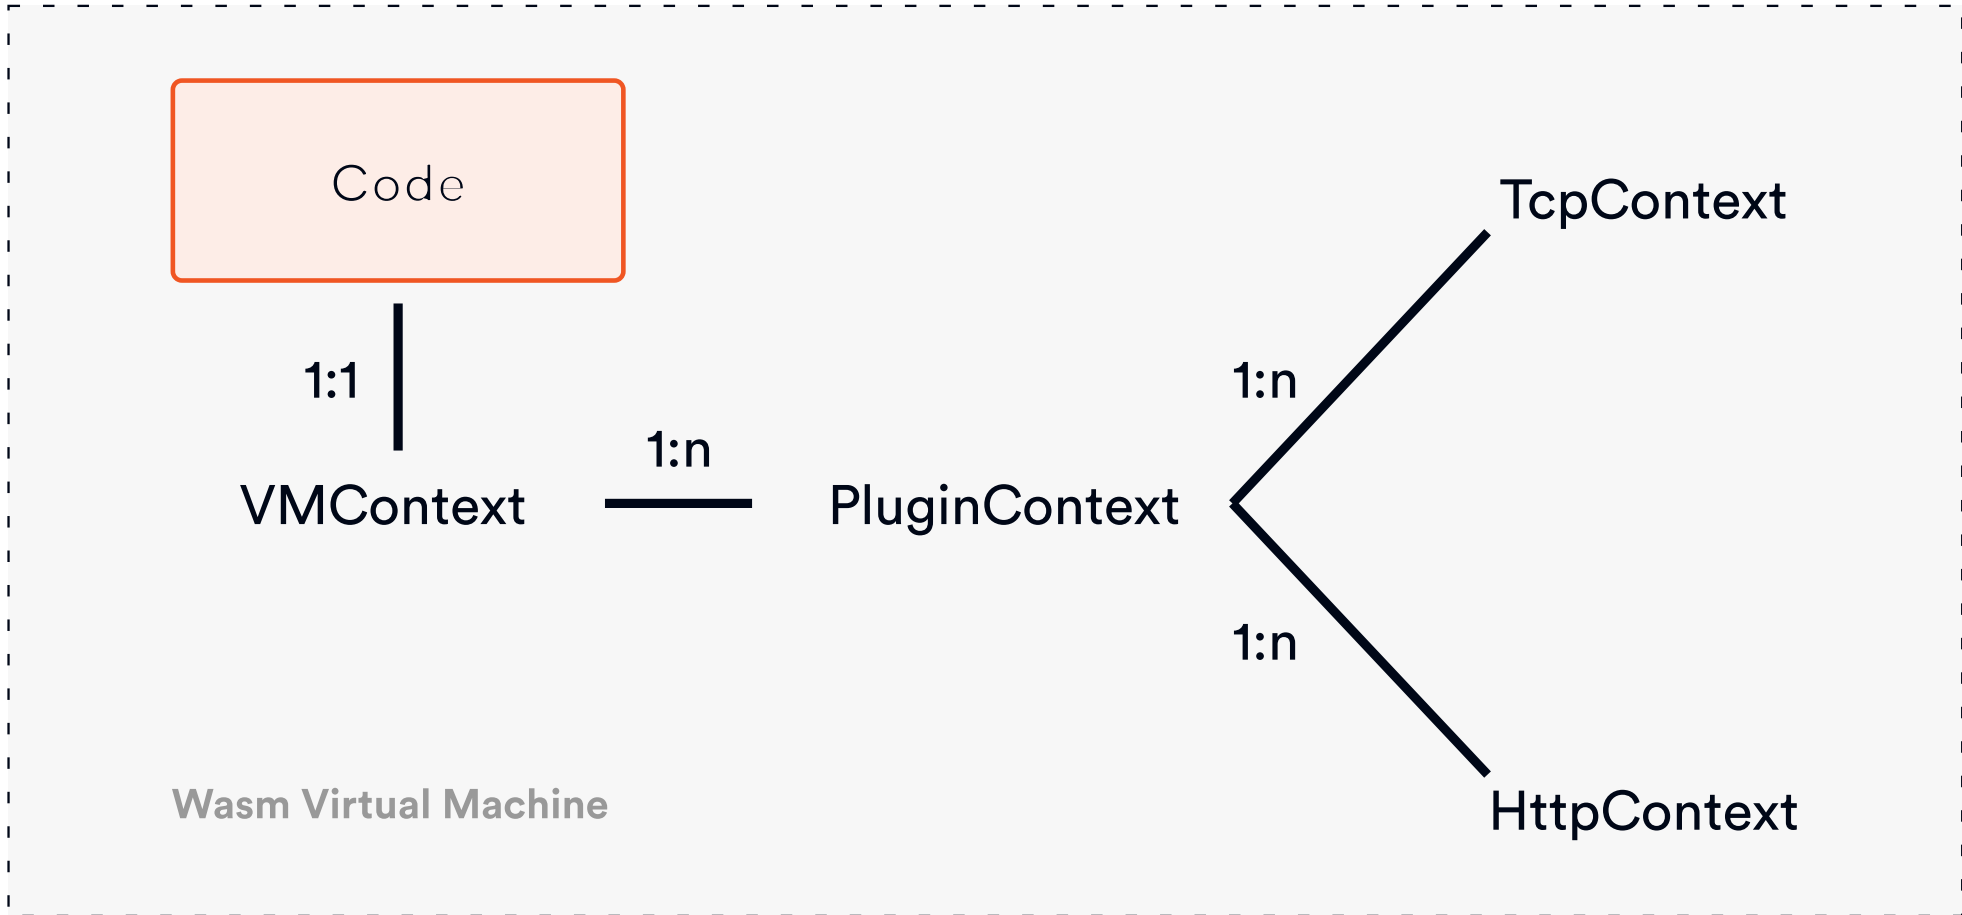 Code
TcpContext
1:1
1:n
1:n
VMContext
PluginContext
1:n
Wasm Virtual Machine
HttpContext